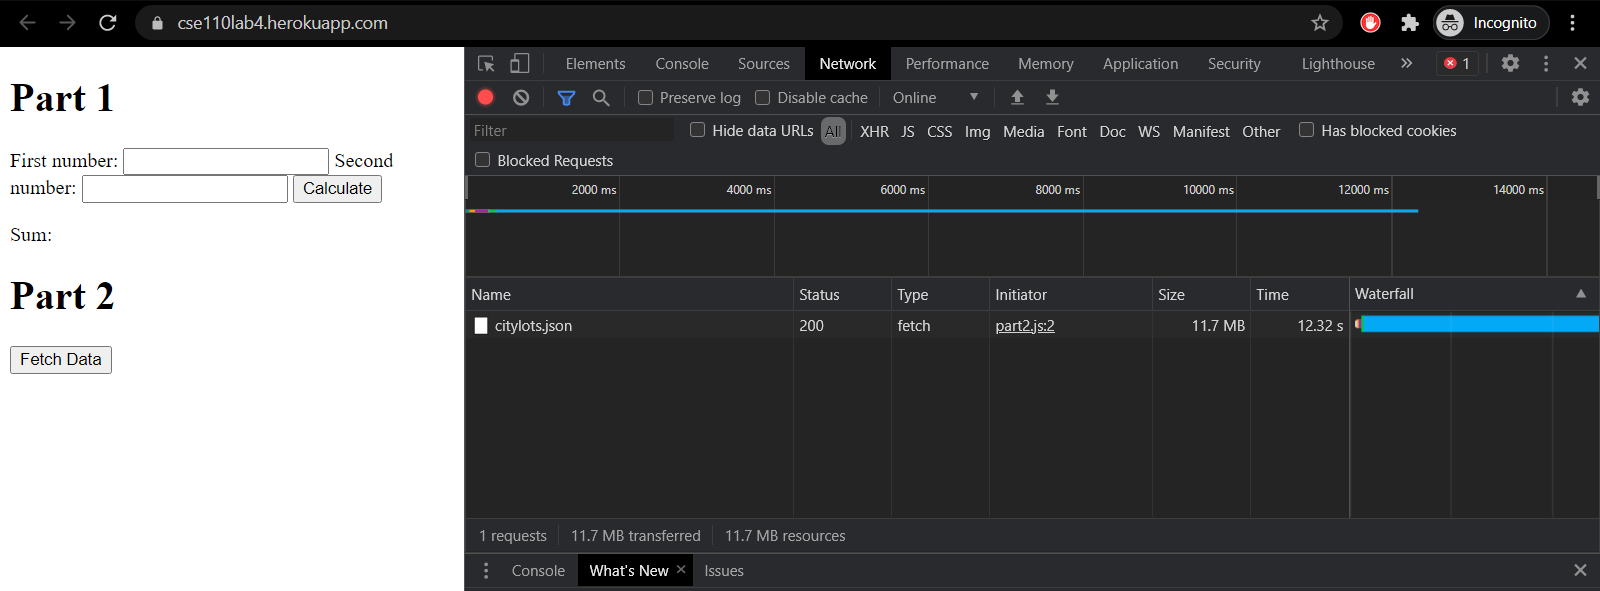 cse110lab4.herokuapp.com Incognito
Part 1
First number: Second
number: Calculate
Sum:
Part 2
Fetch Data
Elements Console Sources Network Performance Memory Application Security Lighthouse » 1
Preserve log Disable cache Online
Filter Hide data URLs All XHR JS CSS Img Media Font Doc WS Manifest Other Has blocked cookies
Blocked Requests
2000 ms 4000 ms 6000 ms 8000 ms 10000 ms 12000 ms 14000 ms
Name Status Type Initiator Size Time Waterfall
citylots.json 200 fetch part2.js:2 11.7 MB 12.32 s
1 requests 11.7 MB transferred 11.7 MB resources
Console What's New Issues